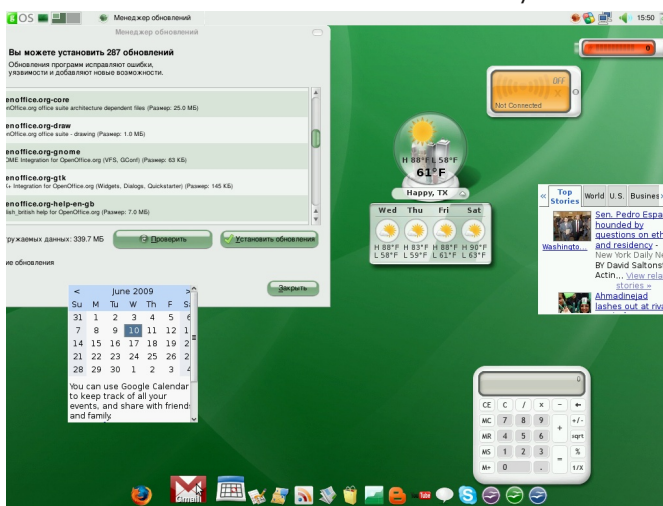 OS
Менеджер обновлений
15:50
Менеджер обновлений
Вы можете установить 287 обновлений
Обновления программ исправляют ошибки,
уязвимости и добавляют новые возможности.
enoffice.org-core
enOffice.org office suite architecture dependent files (Размер: 25.0 МБ)
enoffice.org-draw
enOffice.org office suite - drawing (Размер: 1.0 МБ)
enoffice.org-gnome
OME Integration for OpenOffice.org (VFS, GConf) (Размер: 63 КБ)
enoffice.org-gtk
K+ Integration for OpenOffice.org (Widgets, Dialogs, Quickstarter) (Размер: 145 КБ)
enoffice.org-help-en-gb
lish_british help for OpenOffice.org (Размер: 7.0 МБ)
гружаемых данных: 339.7 МБ
Проверить
Установить обновления
ие обновления
Закрыть
0
OFF
Not Connected
H 88°F L 58°F
61°F
Happy, TX
Wed Thu Fri Sat
H 88°F H 83°F H 88°F H 90°F
L 58°F L 59°F L 61°F L 63°F
« Top Stories World U.S. Busines »
Washingto...
Sen. Pedro Espa
hounded by
questions on eth
and residency -
New York Daily Ne
BY David Saltonst
Actin... View rela
stories »
Ahmadinejad
lashes out at riva
< June 2009 >
Su M Tu W Th F Sa
31 1 2 3 4 5 6
7 8 9 10 11 12 1
14 15 16 17 18 19 2
21 22 23 24 25 26 2
28 29 30 1 2 3 4
You can use Google Calendar
to keep track of all your
events, and share with friends
and family.
0
CE C / x - ←
MC 7 8 9 + +/-
MR 4 5 6 sqrt
MS 1 2 3 = %
M+ 0 . 1/X
Gmail
You Tube